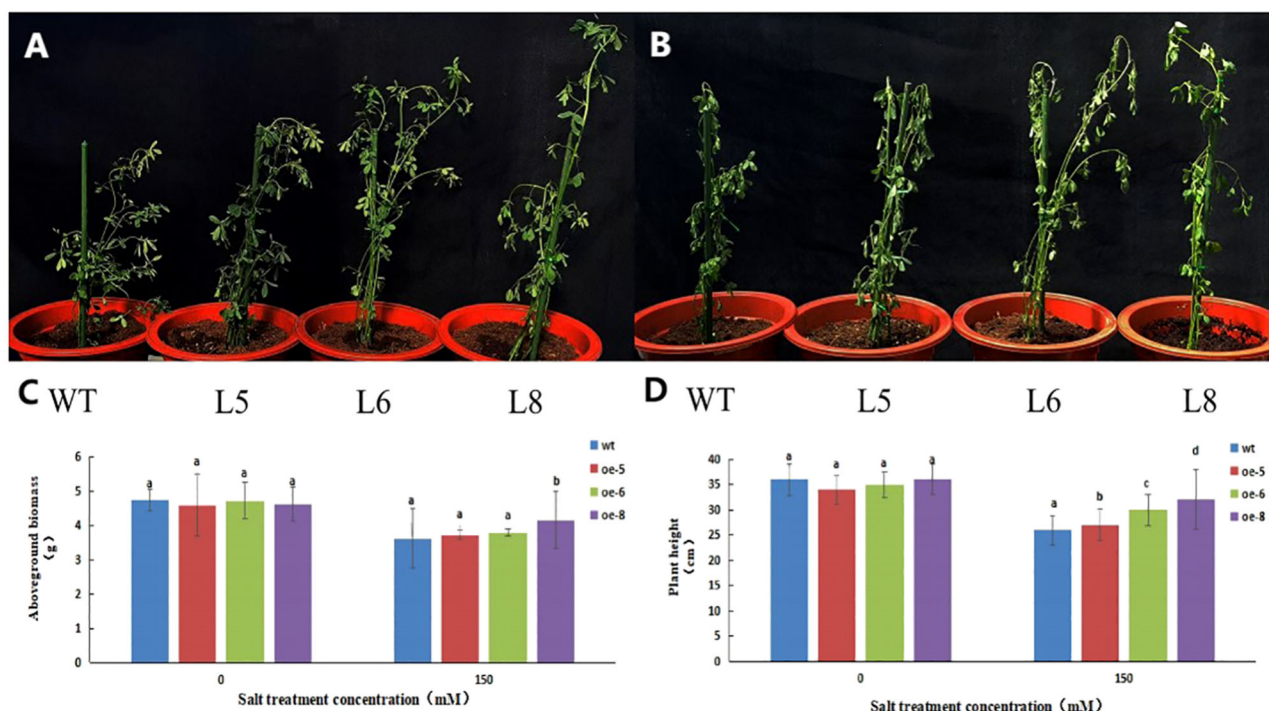 A
B
C WT L5 L6 L8
D WT L5 L6 L8
6
5
4
3
2
1
0
Aboveground biomass
(g)
a a a a
a a a b
wt
oe-5
oe-6
oe-8
0 150
Salt treatment concentration(mM)
40
35
30
25
20
15
10
5
0
Plant height
(cm)
a a a a
a b c d
wt
oe-5
oe-6
oe-8
0 150
Salt treatment concentration(mM)